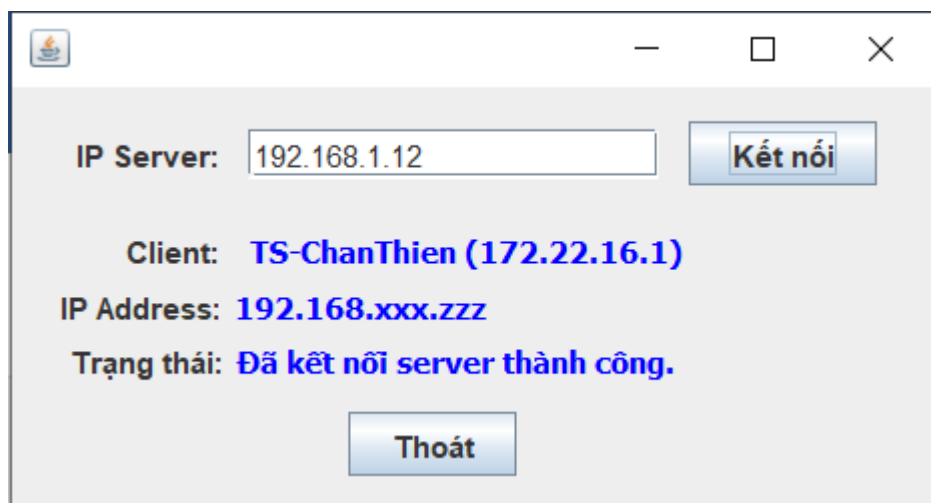 IP Server: 192.168.1.12 Kết nối
Client: TS-ChanThien (172.22.16.1)
IP Address: 192.168.xxx.zzz
Trạng thái: Đã kết nối server thành công.
Thoát